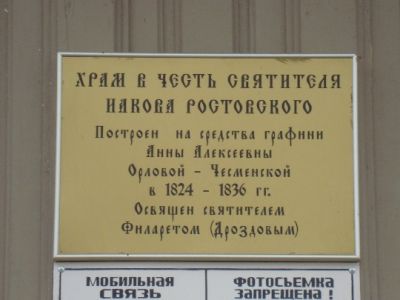 ХРАМ В ЧЕСТЬ СВЯТИТЕЛЯ
ИАКОВА РОСТОВСКОГО
Построен на средства графини
Анны Алексеевны
Орловой - Чесменской
в 1824 - 1836 гг.
Освящен святителем
Филаретом (Дроздовым)
МОБИЛЬНАЯ
СВЯЗЬ
ФОТОСЬЕМКА
ЗАПРЕЩЕНА!